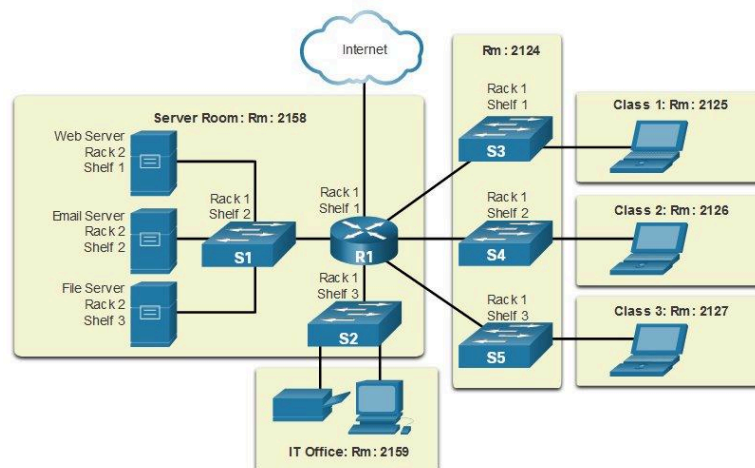 Internet
Server Room: Rm: 2158
Web Server
Rack 2
Shelf 1
Email Server
Rack 2
Shelf 2
File Server
Rack 2
Shelf 3
Rack 1
Shelf 2
S1
Rack 1
Shelf 1
R1
Rack 1
Shelf 3
S2
IT Office: Rm: 2159
Rm: 2124
Rack 1
Shelf 1
S3
Rack 1
Shelf 2
S4
Rack 1
Shelf 3
S5
Class 1: Rm: 2125
Class 2: Rm: 2126
Class 3: Rm: 2127